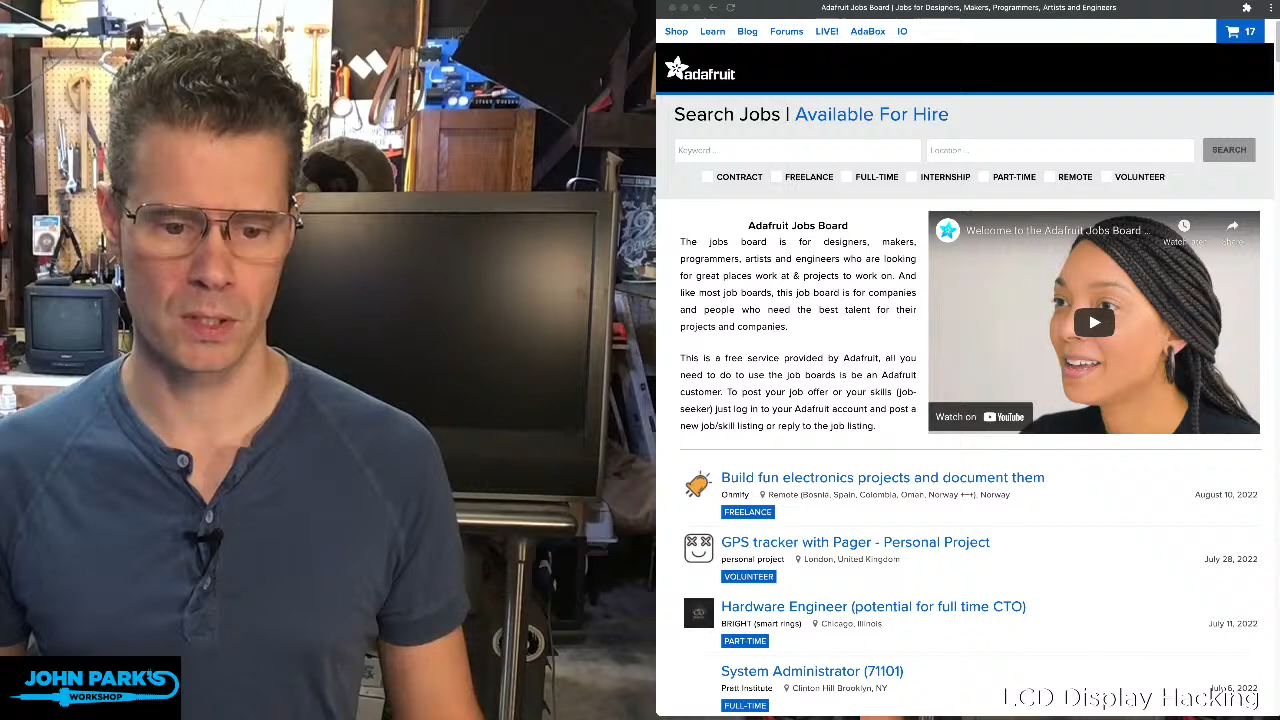 Adafruit Jobs Board | Jobs for Designers, Makers, Programmers, Artists and Engineers
Shop Learn Blog Forums LIVE! AdaBox IO 17
adafruit
Search Jobs | Available For Hire
Keyword ... Location ... SEARCH
CONTRACT FREELANCE FULL-TIME INTERNSHIP PART-TIME REMOTE VOLUNTEER
Adafruit Jobs Board
The jobs board is for designers, makers,
programmers, artists and engineers who are looking
for great places work at & projects to work on. And
like most job boards, this job board is for companies
and people who need the best talent for their
projects and companies.
This is a free service provided by Adafruit, all you
need to do to use the job boards is be an Adafruit
customer. To post your job offer or your skills (job-
seeker) just log in to your Adafruit account and post a
new job/skill listing or reply to the job listing.
Welcome to the Adafruit Jobs Board ...
Watch later Share
Watch on YouTube
Build fun electronics projects and document them
Ohmify Remote (Bosnia, Spain, Colombia, Oman, Norway +++), Norway August 10, 2022
FREELANCE
GPS tracker with Pager - Personal Project
personal project London, United Kingdom July 28, 2022
VOLUNTEER
Hardware Engineer (potential for full time CTO)
BRIGHT (smart rings) Chicago, Illinois July 11, 2022
PART-TIME
System Administrator (71101)
Pratt Institute Clinton Hill Brooklyn, NY
FULL-TIME
LCD Display Hacking
JOHN PARK'S
WORKSHOP